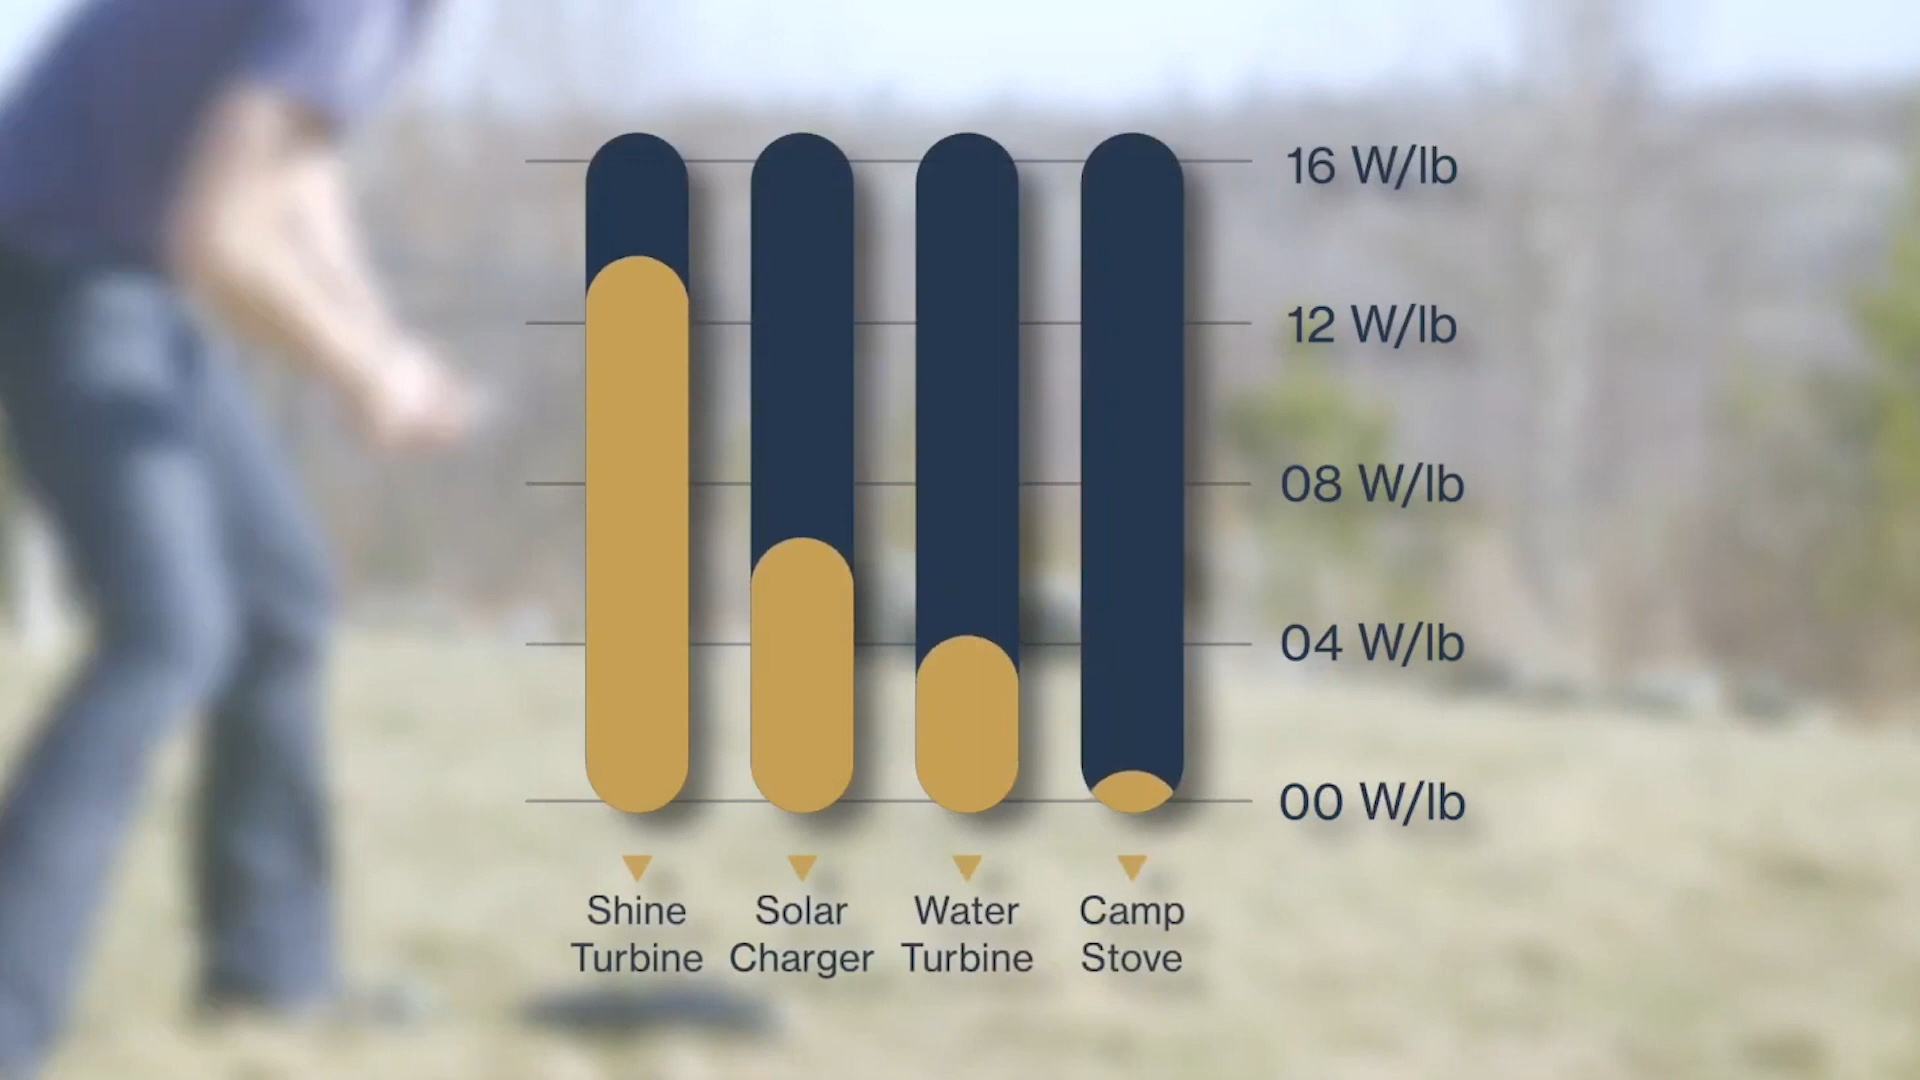 16 W/lb
12 W/lb
08 W/lb
04 W/lb
00 W/lb
Shine
Turbine
Solar
Charger
Water
Turbine
Camp
Stove